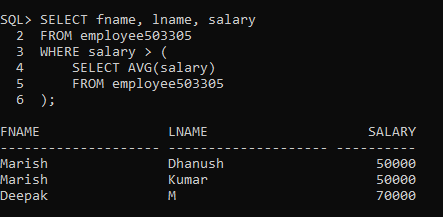 SQL> SELECT fname, lname, salary
  2  FROM employee503305
  3  WHERE salary > (
  4      SELECT AVG(salary)
  5      FROM employee503305
  6  );
FNAME                LNAME                    SALARY
-------------------- -------------------- ----------
Marish               Dhanush                   50000
Marish               Kumar                     50000
Deepak               M                         70000